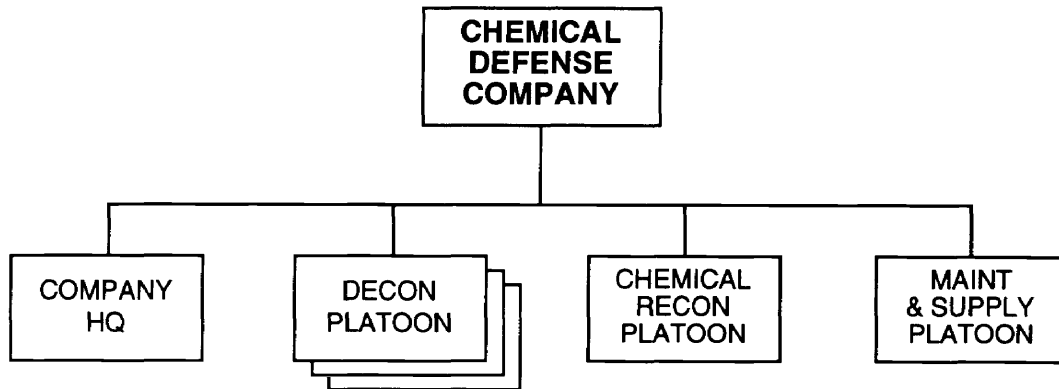 CHEMICAL
DEFENSE
COMPANY
COMPANY
HQ
DECON
PLATOON
CHEMICAL
RECON
PLATOON
MAINT
& SUPPLY
PLATOON